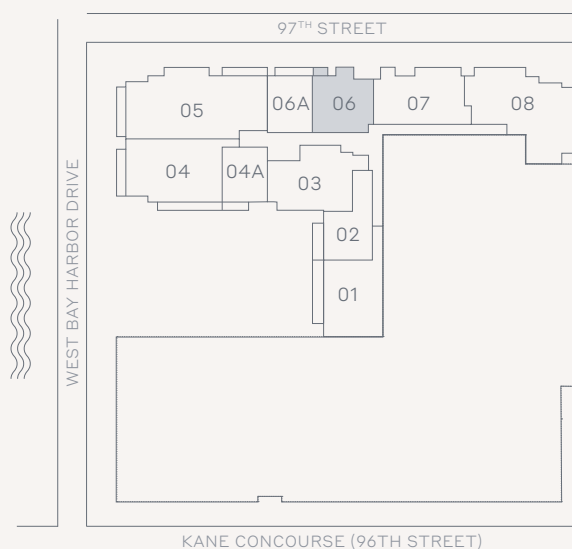 97TH STREET
05
06A
06
07
08
04
04A
03
02
01
WEST BAY HARBOR DRIVE
KANE CONCOURSE (96TH STREET)